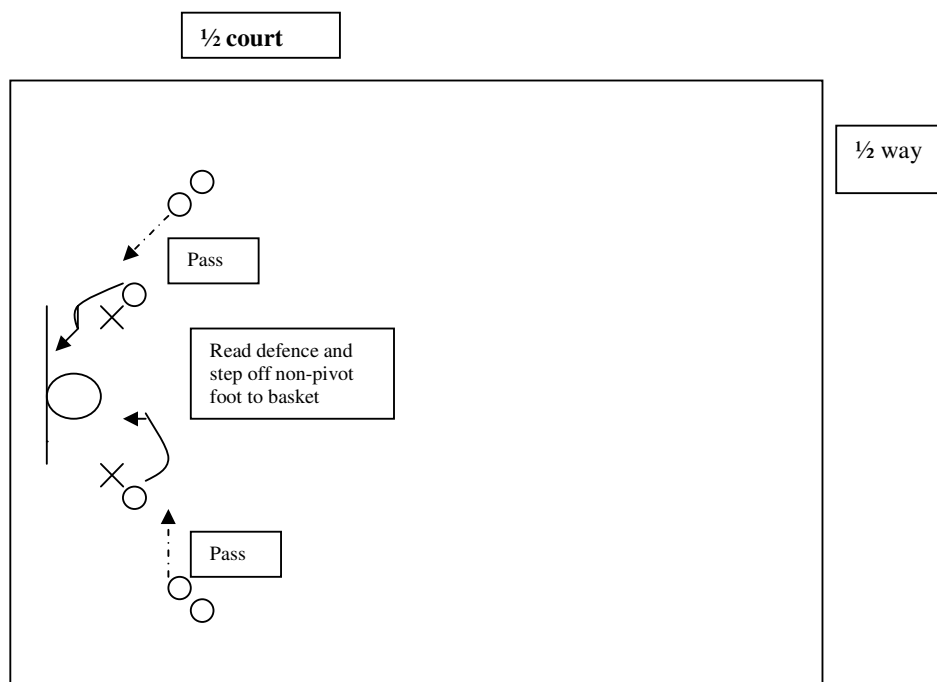 ½ court
½ way
Pass
Read defence and
step off non-pivot
foot to basket
Pass